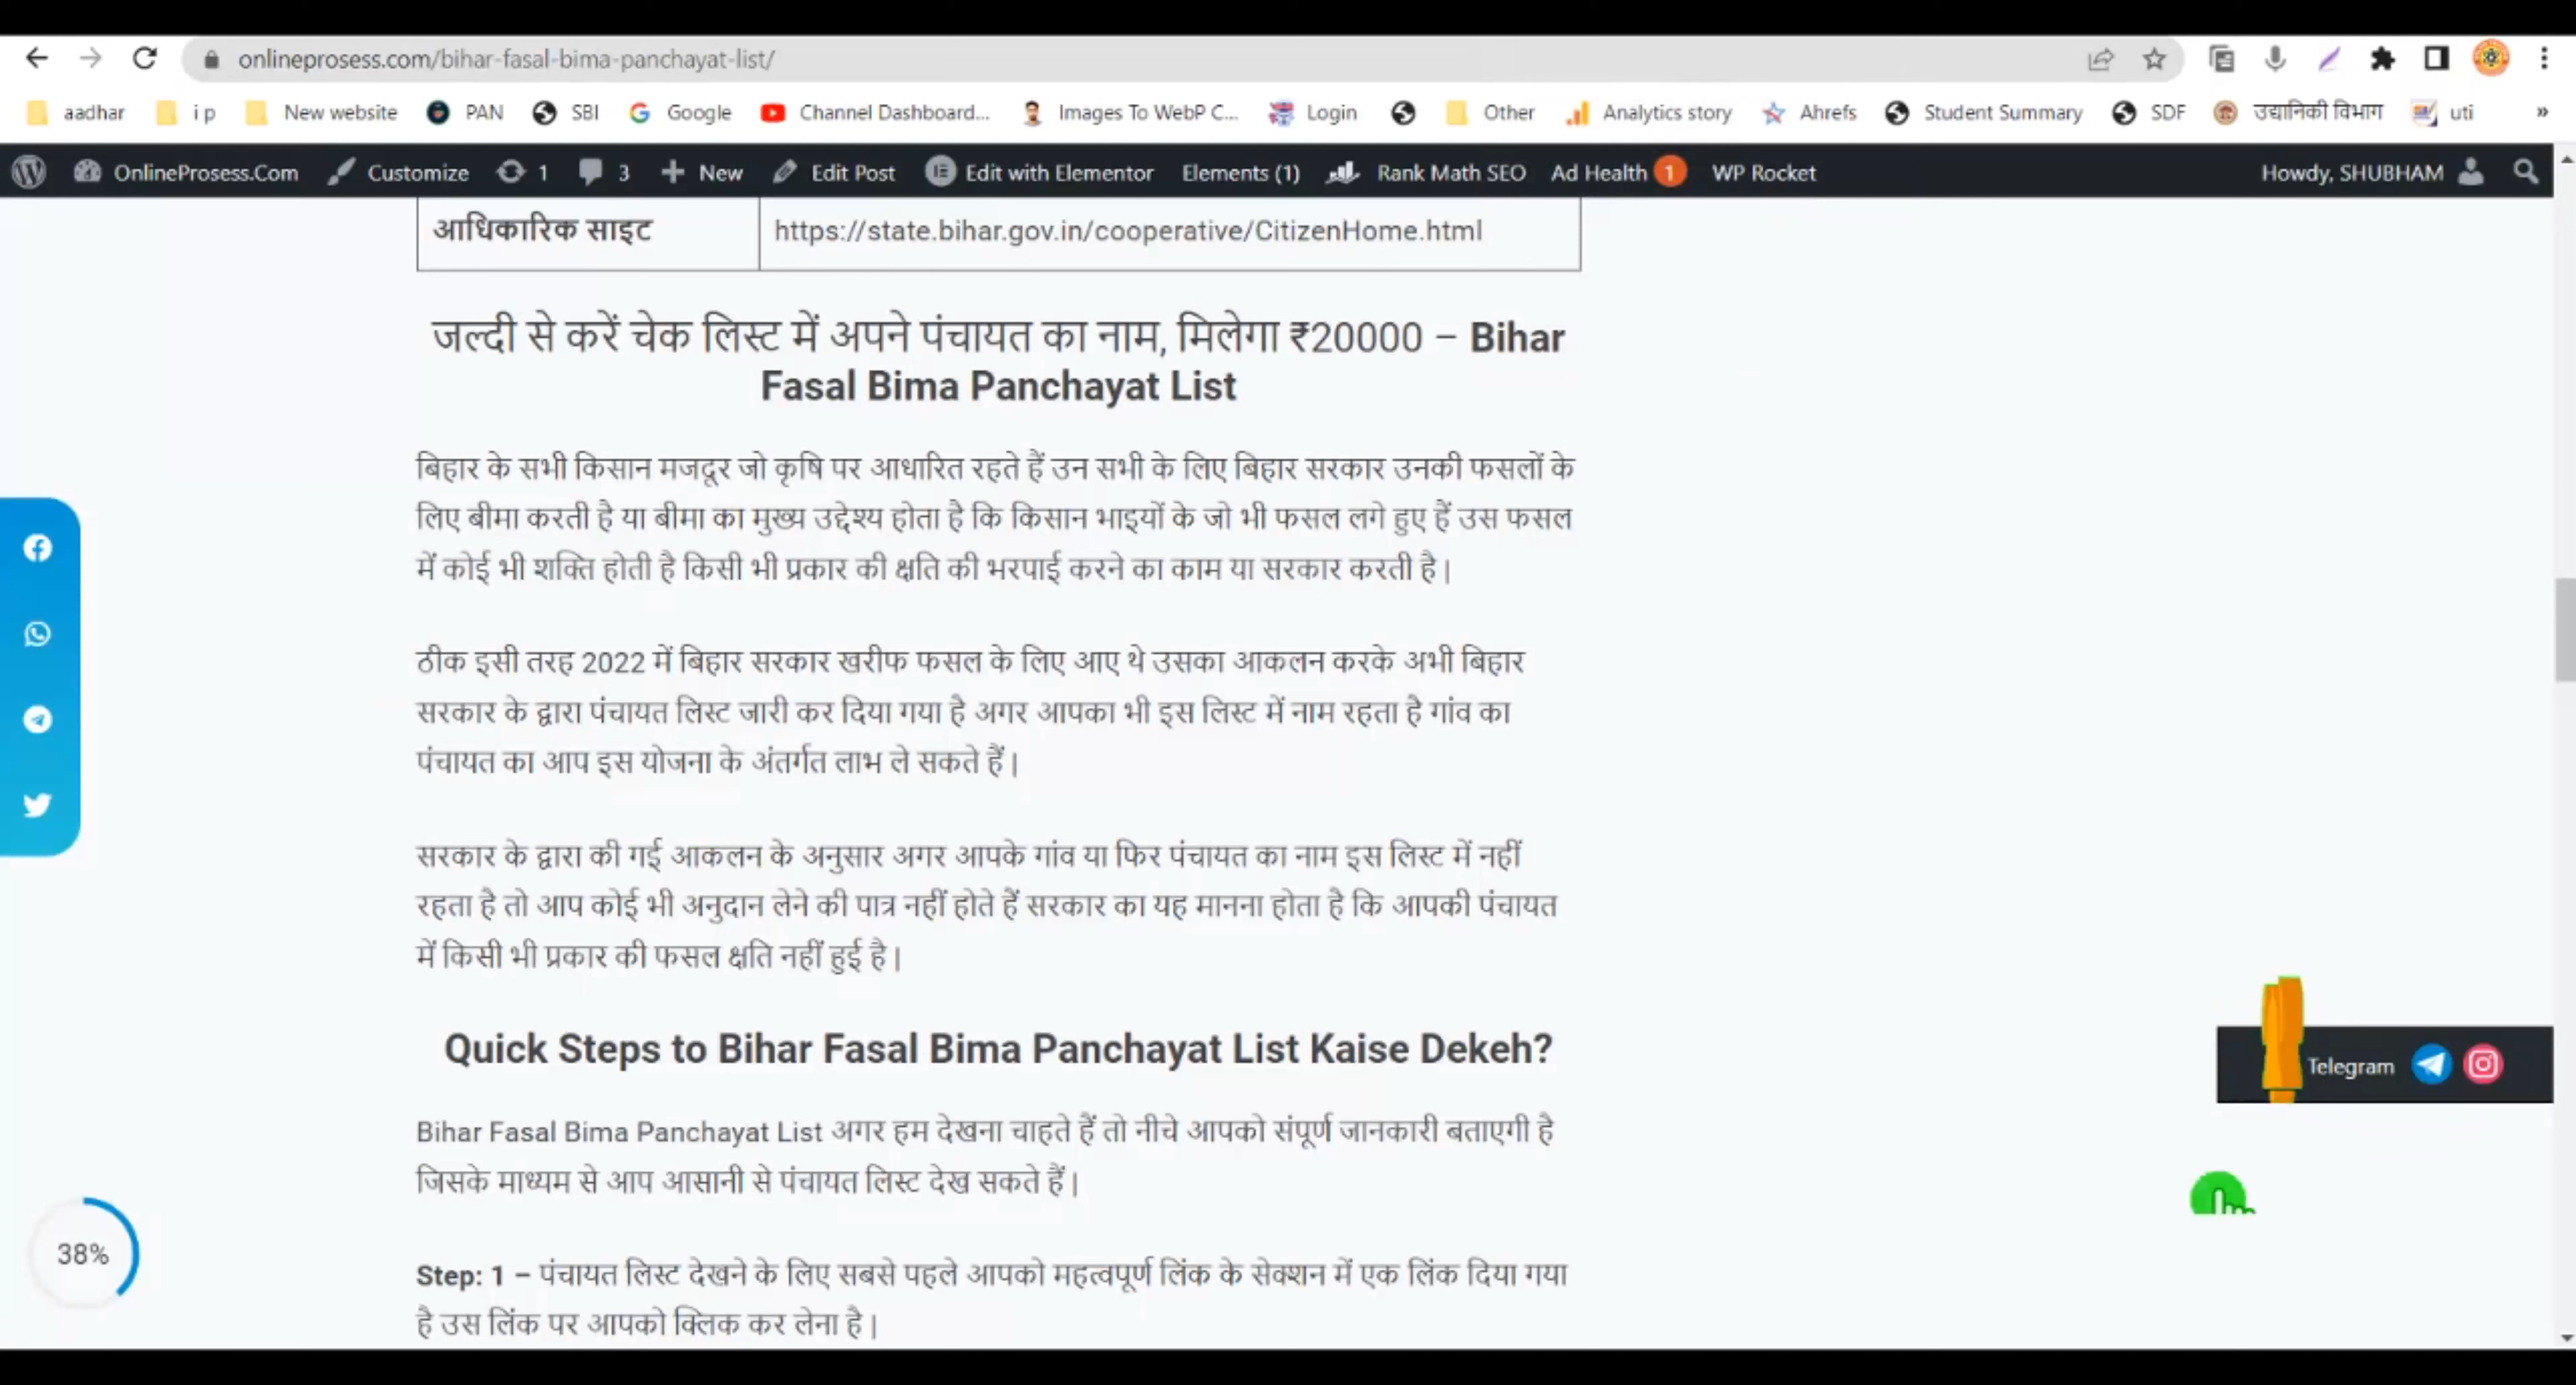 onlineprosess.com/bihar-fasal-bima-panchayat-list/
aadhar i p New website PAN SBI Google Channel Dashboard... Images To WebP C... Login Other Analytics story Ahrefs Student Summary SDF उद्यानिकी विभाग uti »
OnlineProsess.Com Customize 1 3 New Edit Post Edit with Elementor Elements (1) Rank Math SEO Ad Health 1 WP Rocket Howdy, SHUBHAM
आधिकारिक साइट https://state.bihar.gov.in/cooperative/CitizenHome.html
जल्दी से करें चेक लिस्ट में अपने पंचायत का नाम, मिलेगा ₹20000 – Bihar
Fasal Bima Panchayat List
बिहार के सभी किसान मजदूर जो कृषि पर आधारित रहते हैं उन सभी के लिए बिहार सरकार उनकी फसलों के
लिए बीमा करती है या बीमा का मुख्य उद्देश्य होता है कि किसान भाइयों के जो भी फसल लगे हुए हैं उस फसल
में कोई भी शक्ति होती है किसी भी प्रकार की क्षति की भरपाई करने का काम या सरकार करती है।
ठीक इसी तरह 2022 में बिहार सरकार खरीफ फसल के लिए आए थे उसका आकलन करके अभी बिहार
सरकार के द्वारा पंचायत लिस्ट जारी कर दिया गया है अगर आपका भी इस लिस्ट में नाम रहता है गांव का
पंचायत का आप इस योजना के अंतर्गत लाभ ले सकते हैं।
सरकार के द्वारा की गई आकलन के अनुसार अगर आपके गांव या फिर पंचायत का नाम इस लिस्ट में नहीं
रहता है तो आप कोई भी अनुदान लेने की पात्र नहीं होते हैं सरकार का यह मानना होता है कि आपकी पंचायत
में किसी भी प्रकार की फसल क्षति नहीं हुई है।
Quick Steps to Bihar Fasal Bima Panchayat List Kaise Dekeh?
Telegram
Bihar Fasal Bima Panchayat List अगर हम देखना चाहते हैं तो नीचे आपको संपूर्ण जानकारी बताएगी है
जिसके माध्यम से आप आसानी से पंचायत लिस्ट देख सकते हैं।
38%
Step: 1 – पंचायत लिस्ट देखने के लिए सबसे पहले आपको महत्वपूर्ण लिंक के सेक्शन में एक लिंक दिया गया
है उस लिंक पर आपको क्लिक कर लेना है।